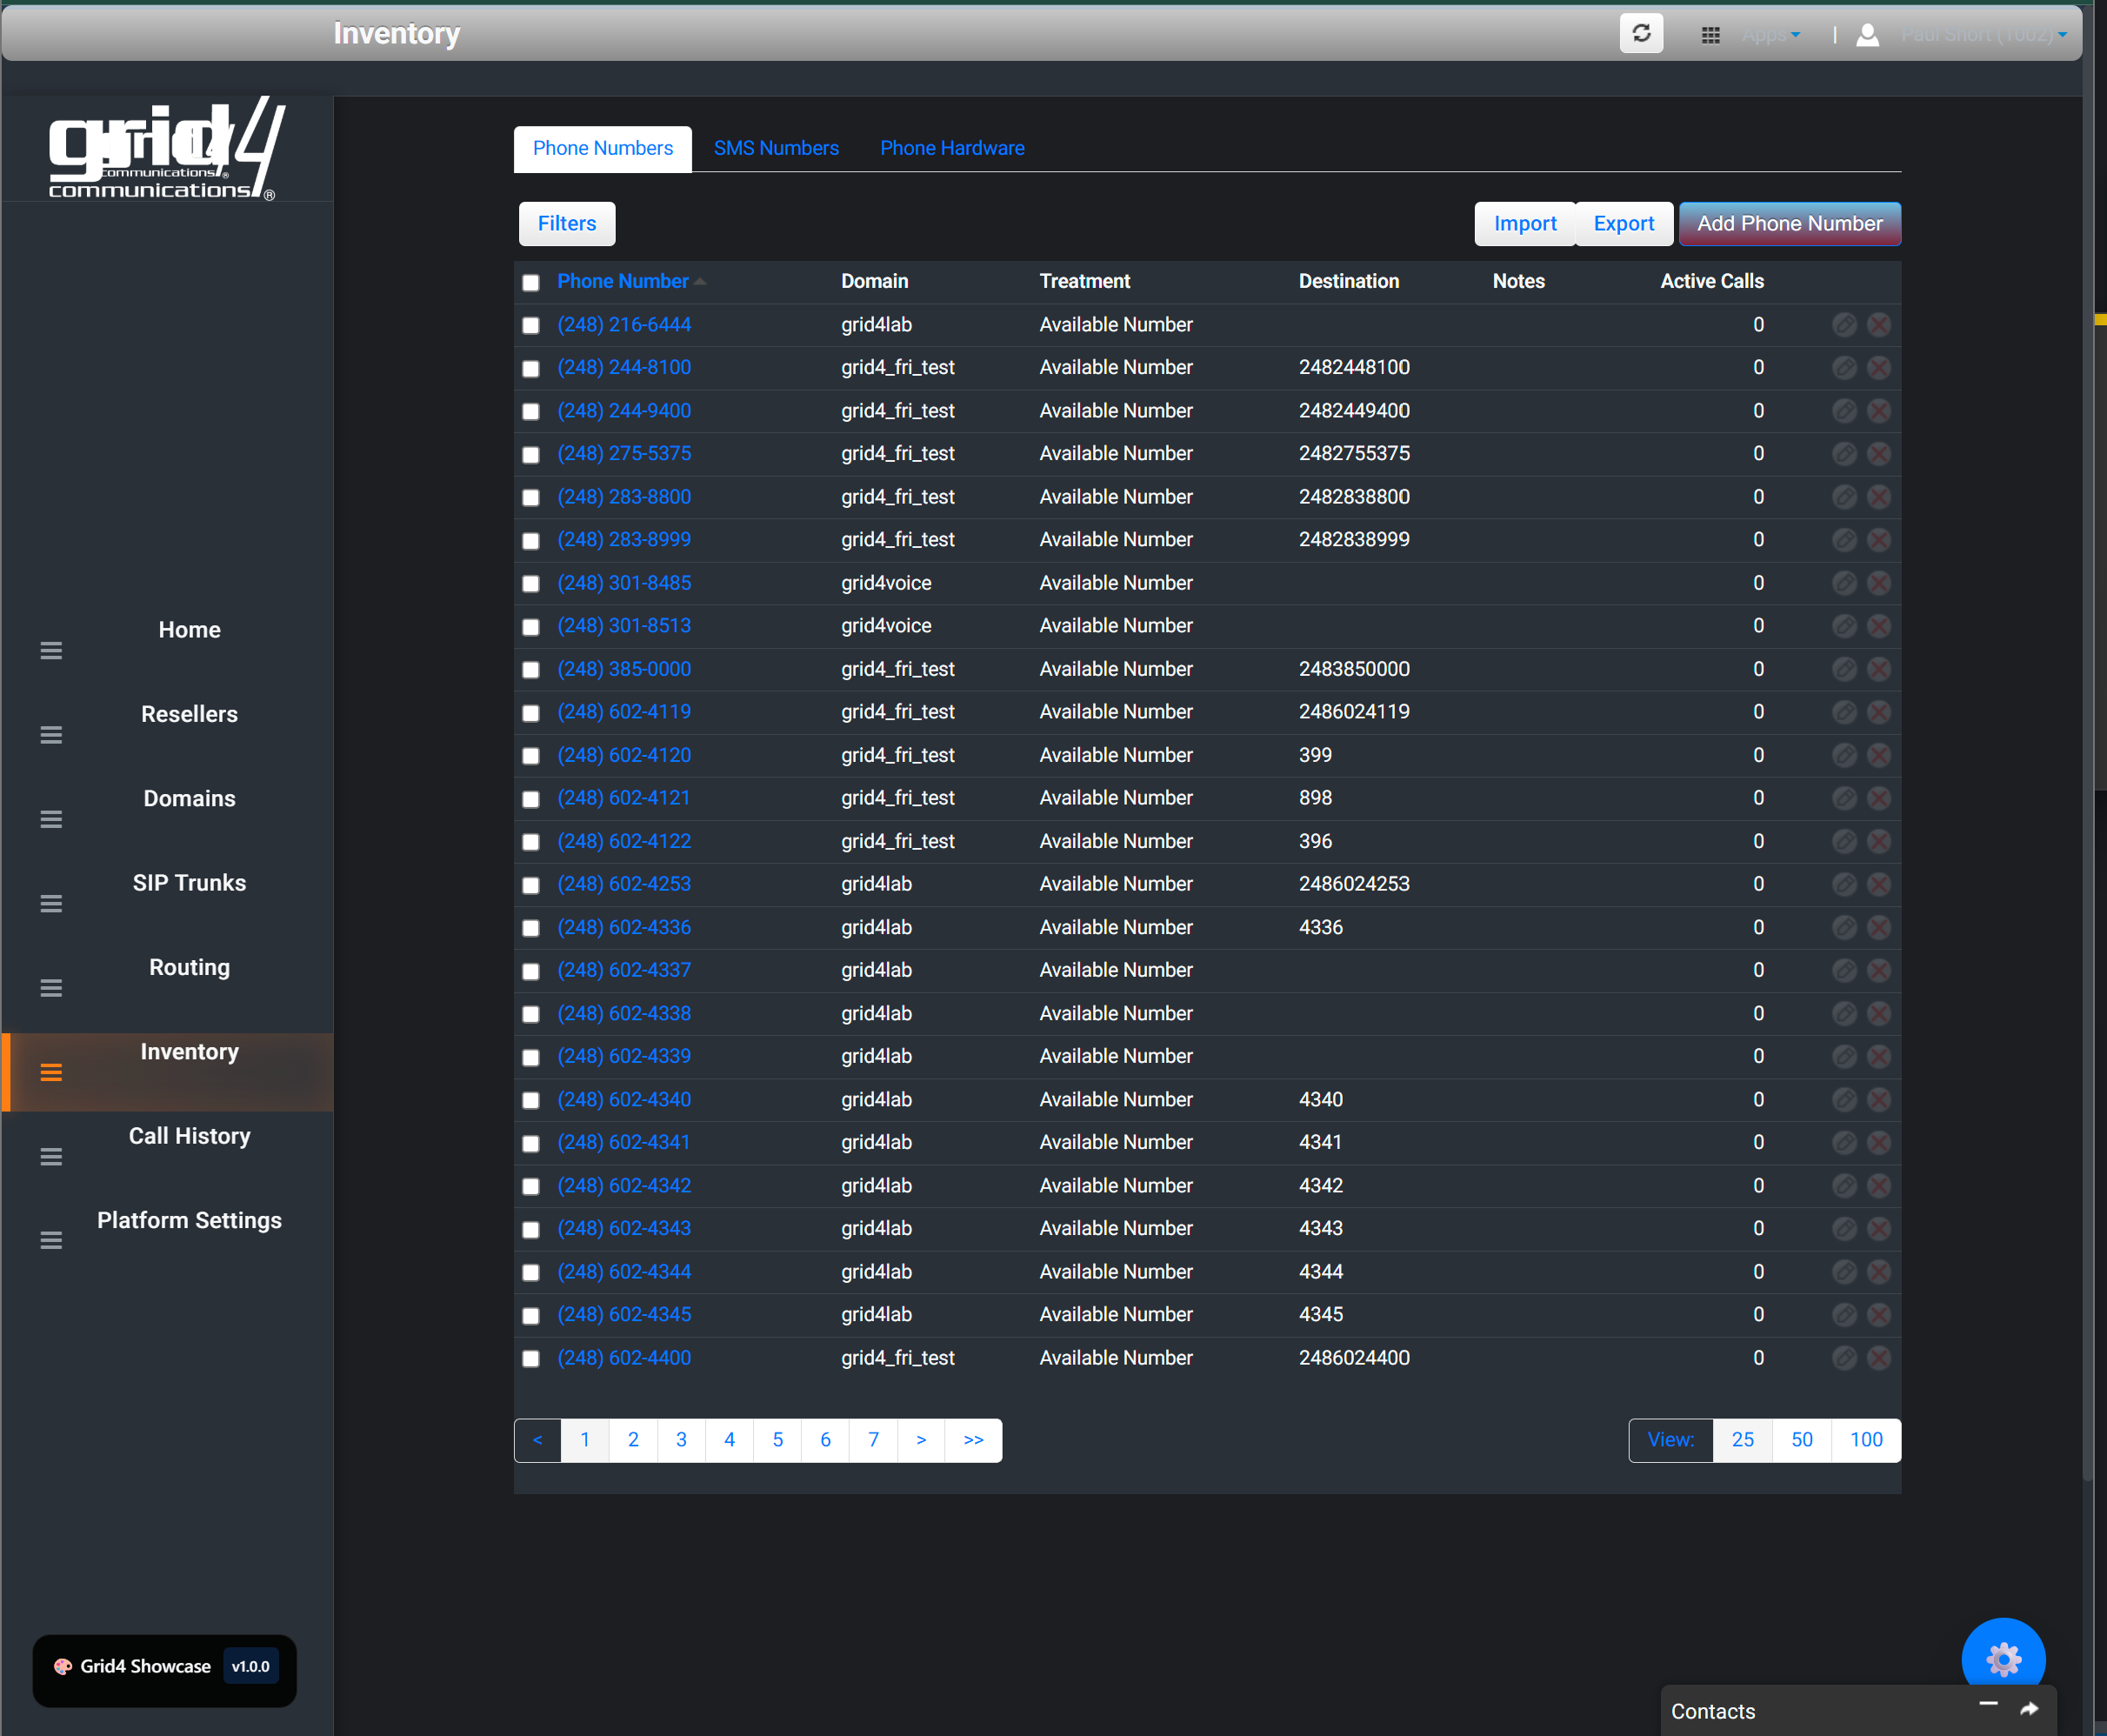 Inventory
Apps
|
Paul Short (1002)
grid4
communications®
communications®
Phone Numbers SMS Numbers Phone Hardware
Filters Import Export Add Phone Number
Phone Number Domain Treatment Destination Notes Active Calls
(248) 216-6444 grid4lab Available Number 0
(248) 244-8100 grid4_fri_test Available Number 2482448100 0
(248) 244-9400 grid4_fri_test Available Number 2482449400 0
(248) 275-5375 grid4_fri_test Available Number 2482755375 0
(248) 283-8800 grid4_fri_test Available Number 2482838800 0
(248) 283-8999 grid4_fri_test Available Number 2482838999 0
(248) 301-8485 grid4voice Available Number 0
(248) 301-8513 grid4voice Available Number 0
(248) 385-0000 grid4_fri_test Available Number 2483850000 0
(248) 602-4119 grid4_fri_test Available Number 2486024119 0
(248) 602-4120 grid4_fri_test Available Number 399 0
(248) 602-4121 grid4_fri_test Available Number 898 0
(248) 602-4122 grid4_fri_test Available Number 396 0
(248) 602-4253 grid4lab Available Number 2486024253 0
(248) 602-4336 grid4lab Available Number 4336 0
(248) 602-4337 grid4lab Available Number 0
(248) 602-4338 grid4lab Available Number 0
(248) 602-4339 grid4lab Available Number 0
(248) 602-4340 grid4lab Available Number 4340 0
(248) 602-4341 grid4lab Available Number 4341 0
(248) 602-4342 grid4lab Available Number 4342 0
(248) 602-4343 grid4lab Available Number 4343 0
(248) 602-4344 grid4lab Available Number 4344 0
(248) 602-4345 grid4lab Available Number 4345 0
(248) 602-4400 grid4_fri_test Available Number 2486024400 0
< 1 2 3 4 5 6 7 > >> View: 25 50 100
Home
Resellers
Domains
SIP Trunks
Routing
Inventory
Call History
Platform Settings
Grid4 Showcase v1.0.0
Contacts